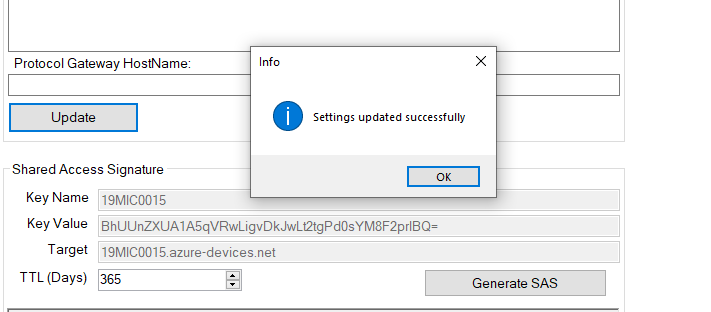 Protocol Gateway HostName:
Update
Info
Settings updated successfully
OK
Shared Access Signature
Key Name 19MIC0015
Key Value BhUUnZXUA1A5qVRwLigvDkJwLt2tgPd0sYM8F2prIBQ=
Target 19MIC0015.azure-devices.net
TTL (Days) 365
Generate SAS